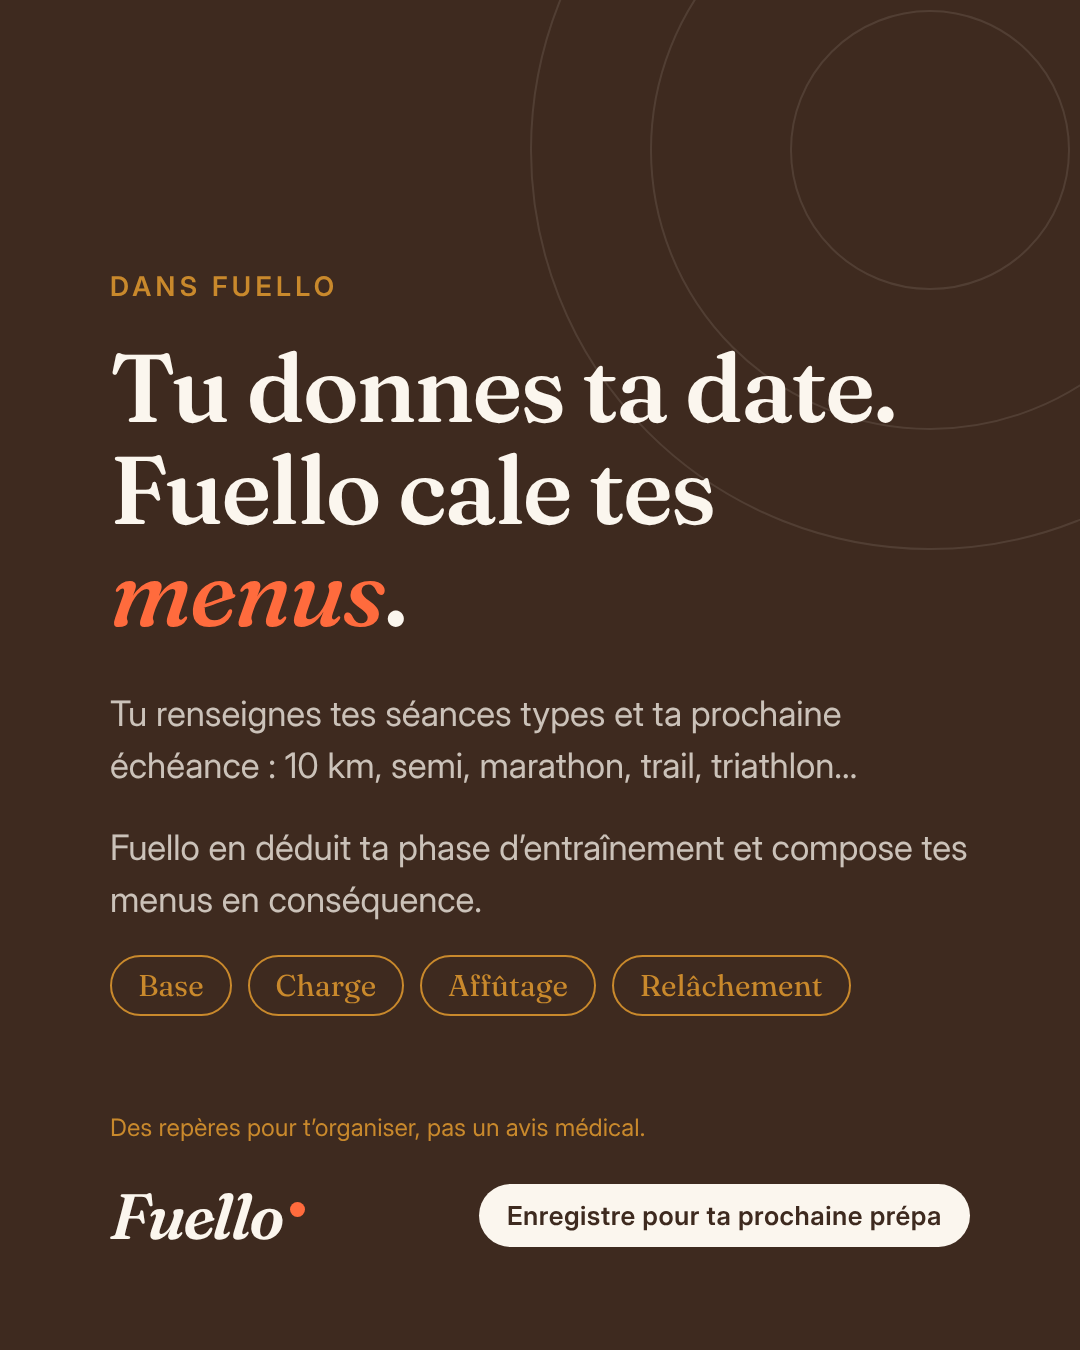 DANS FUELLO
Tu donnes ta date.
Fuello cale tes
menus.
Tu renseignes tes séances types et ta prochaine
échéance : 10 km, semi, marathon, trail, triathlon…
Fuello en déduit ta phase d’entraînement et compose tes
menus en conséquence.
Base
Charge
Affûtage
Relâchement
Des repères pour t’organiser, pas un avis médical.
Fuello
Enregistre pour ta prochaine prépa